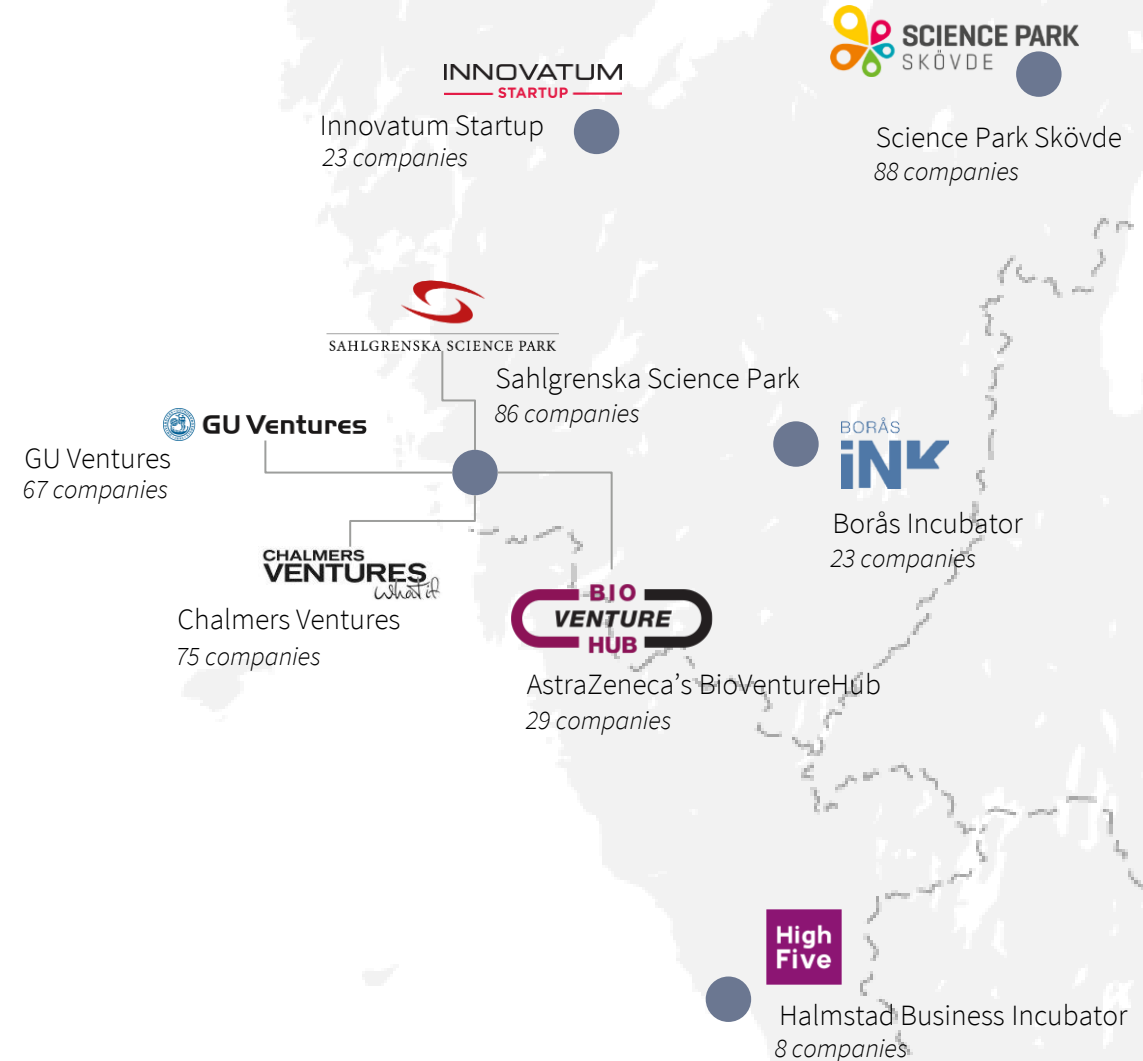 SCIENCE PARK
SKÖVDE
INNOVATUM
STARTUP
Innovatum Startup
23 companies
Science Park Skövde
88 companies
SAHLGRENSKA SCIENCE PARK
Sahlgrenska Science Park
86 companies
GU Ventures
GU Ventures
67 companies
BORÅS
iNK
Borås Incubator
23 companies
CHALMERS
VENTURES
what if
Chalmers Ventures
75 companies
BIO
VENTURE
HUB
AstraZeneca’s BioVentureHub
29 companies
High
Five
Halmstad Business Incubator
8 companies